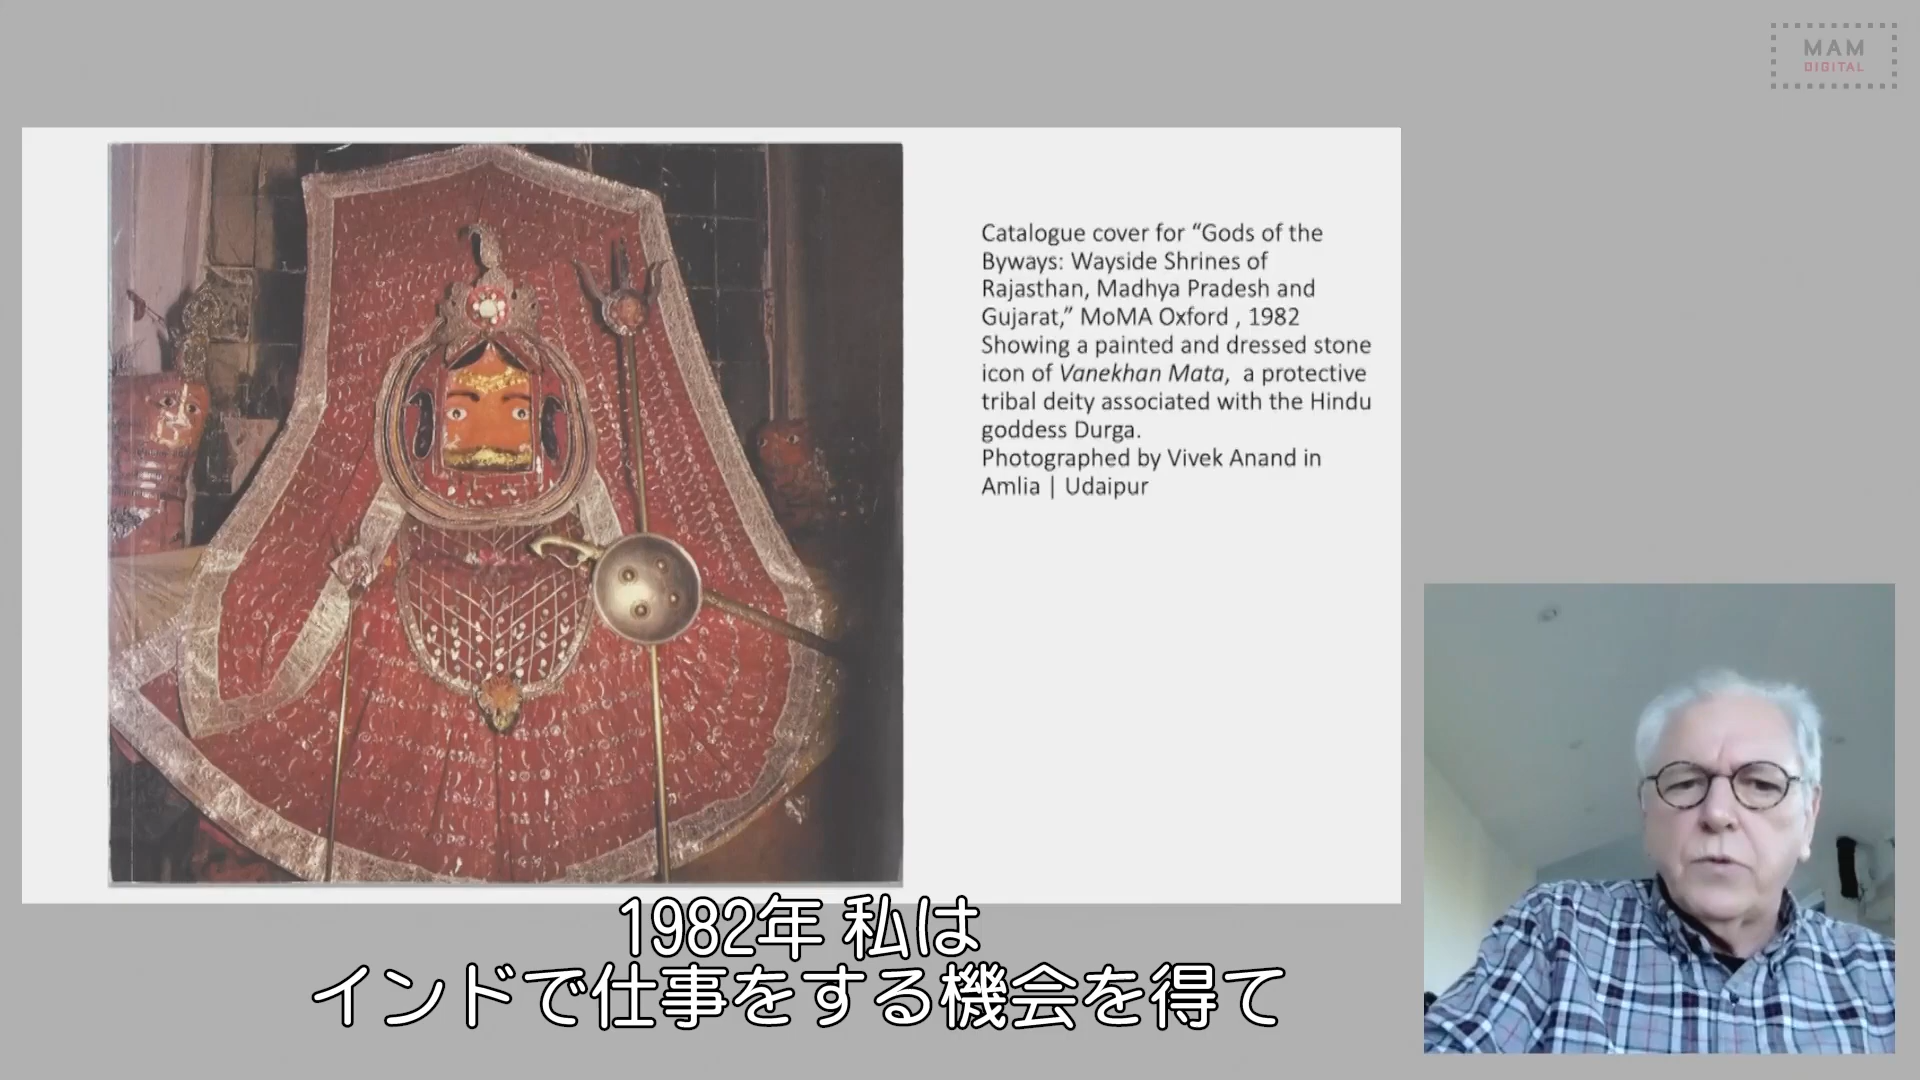 MAM
DIGITAL
Catalogue cover for “Gods of the
Byways: Wayside Shrines of
Rajasthan, Madhya Pradesh and
Gujarat,” MoMA Oxford , 1982
Showing a painted and dressed stone
icon of Vanekhan Mata,  a protective
tribal deity associated with the Hindu
goddess Durga.
Photographed by Vivek Anand in
Amlia | Udaipur
1982年 私は
インドで仕事をする機会を得て